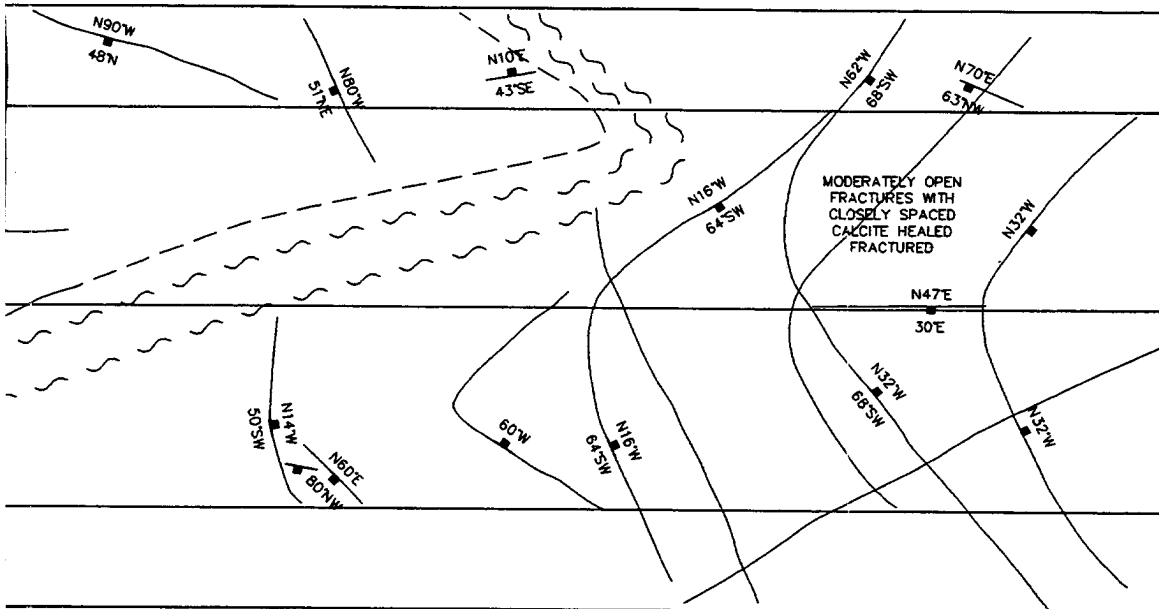 N90°W
48°N
N80°W
51°NE
N10°E
43°SE
N62°W
68°SW
N70°E
63°NW
N16°W
64°SW
MODERATELY OPEN
FRACTURES WITH
CLOSELY SPACED
CALCITE HEALED
FRACTURED
N32°W
N47°E
30°E
N32°W
68°SW
N32°W
N14°W
50°SW
N60°E
80°NW
60°W
N16°W
64°SW